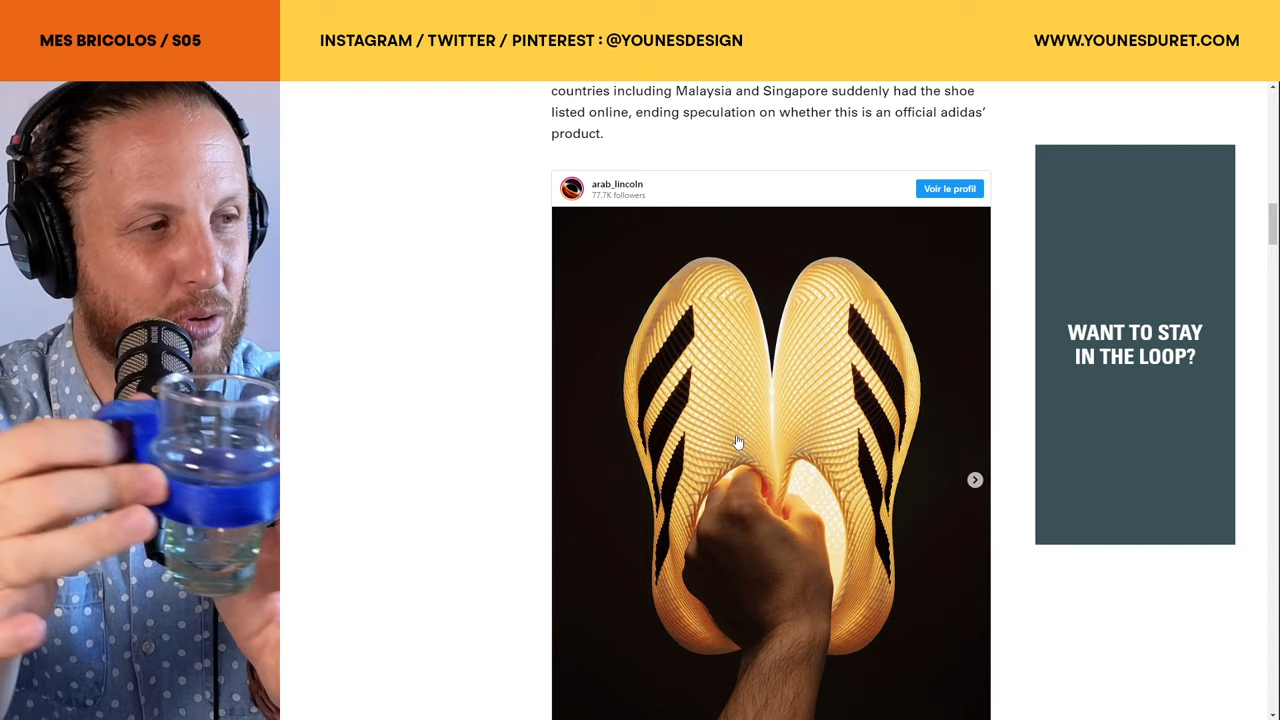 MES BRICOLOS / S05
INSTAGRAM / TWITTER / PINTEREST : @YOUNESDESIGN
WWW.YOUNESDURET.COM
countries including Malaysia and Singapore suddenly had the shoe
listed online, ending speculation on whether this is an official adidas’
product.
arab_lincoln
77.7K followers
Voir le profil
WANT TO STAY
IN THE LOOP?
RØDE